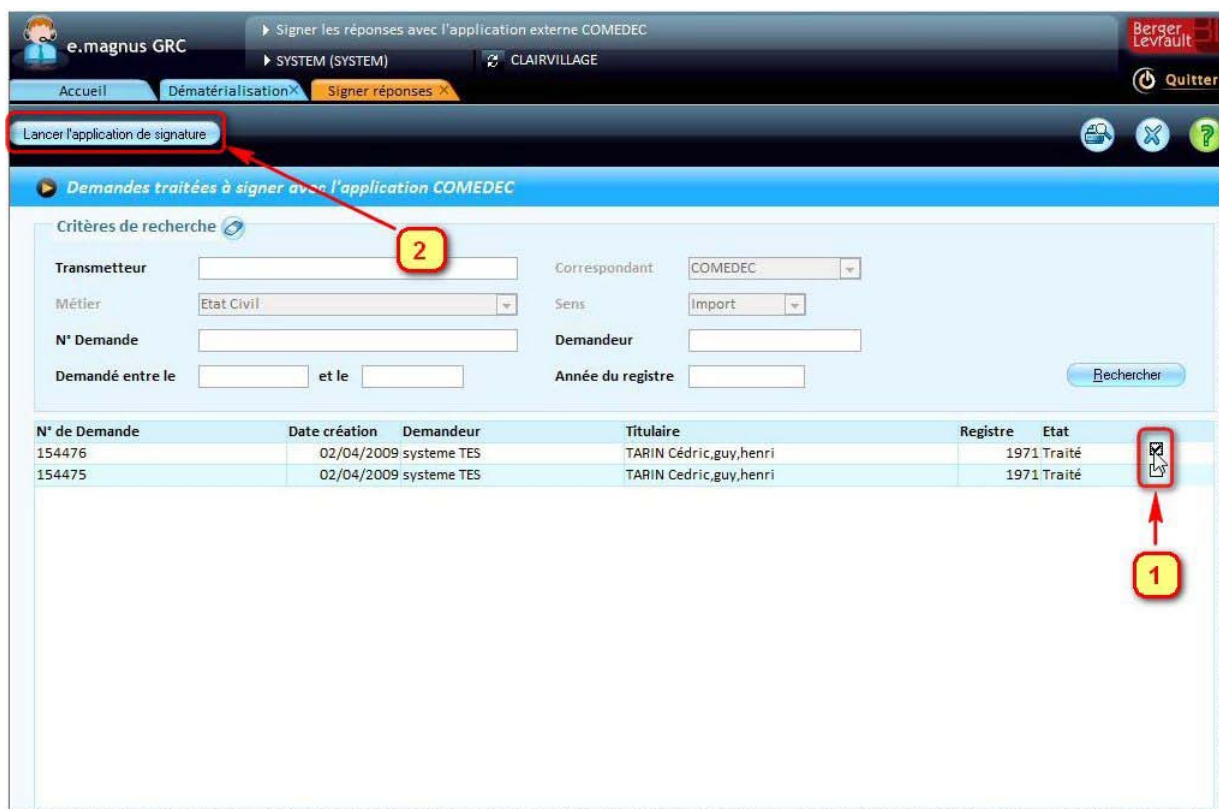 e.magnus GRC
Signer les réponses avec l'application externe COMEDEC
SYSTEM (SYSTEM) CLAIRVILLAGE
Berger
Levrault
Quitter
Accueil Dématérialisation Signer réponses
Lancer l'application de signature
Demandes traitées à signer avec l'application COMEDEC
Critères de recherche
2
Transmetteur Correspondant COMEDEC
Métier Etat Civil Sens Import
N° Demande Demandeur
Demandé entre le et le Année du registre Rechercher
N° de Demande Date création Demandeur Titulaire Registre Etat
154476 02/04/2009 systeme TES TARIN Cédric,guy,henri 1971 Traité
154475 02/04/2009 systeme TES TARIN Cedric,guy,henri 1971 Traité
1